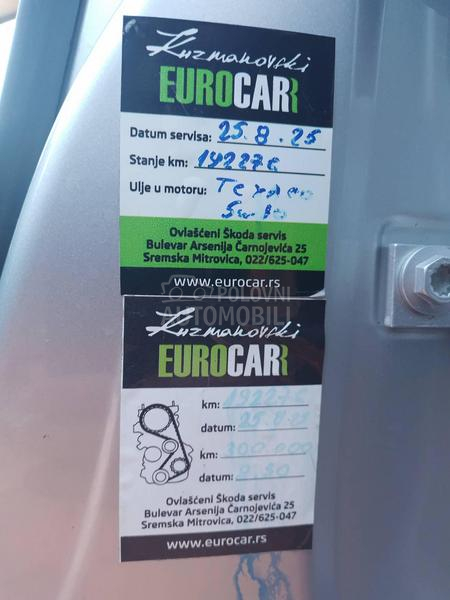 Kuzmanovski
EUROCAR
Datum servisa: 25.8.25
Stanje km: 192276
Ulje u motoru: Texaco
5w30
Ovlašćeni Škoda servis
Bulevar Arsenija Čarnojevića 25
Sremska Mitrovica, 022/625-047
www.eurocar.rs
POLOVNI
AUTOMOBILI
Kuzmanovski
EUROCAR
km: 192276
datum: 25.8.25
km: 300 000
datum: 8.30
Ovlašćeni Škoda servis
Bulevar Arsenija Čarnojevića 25
Sremska Mitrovica, 022/625-047
www.eurocar.rs